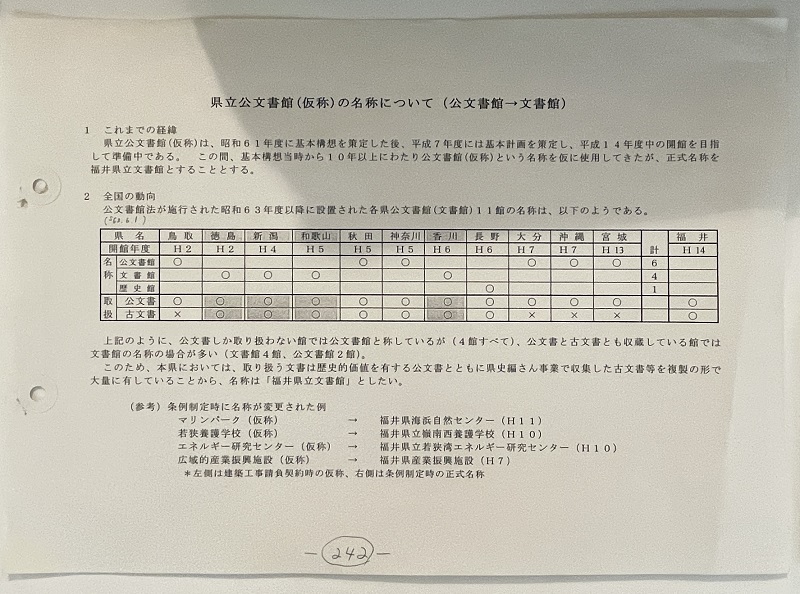 県立公文書館(仮称)の名称について(公文書館→文書館)
1 これまでの経緯
県立公文書館(仮称)は、昭和61年度に基本構想を策定した後、平成7年度には基本計画を策定し、平成14年度中の開館を目指
して準備中である。 この間、基本構想当時から10年以上にわたり公文書館(仮称)という名称を仮に使用してきたが、正式名称を
福井県立文書館とすることとする。
2 全国の動向
公文書館法が施行された昭和63年度以降に設置された各県公文書館(文書館)11館の名称は、以下のようである。
(S63.6.1)
県名 鳥取 徳島 新潟 和歌山 秋田 神奈川 香川 長野 大分 沖縄 宮城 計 福井
開館年度 H2 H2 H4 H5 H5 H5 H6 H6 H7 H7 H13 H14
名称 公文書館 ○ ○ ○ ○ ○ ○ 6
文書館 ○ ○ ○ ○ 4
歴史館 ○ 1
取扱 公文書 ○ ○ ○ ○ ○ ○ ○ ○ ○ ○ ○ ○
古文書 × ○ ○ ○ ○ ○ ○ ○ × × × ○
上記のように、公文書しか取り扱わない館では公文書館と称しているが(4館すべて)、公文書と古文書とも収蔵している館では
文書館の名称の場合が多い(文書館4館、公文書館2館)。
このため、本県においては、取り扱う文書は歴史的価値を有する公文書とともに県史編さん事業で収集した古文書等を複製の形で
大量に有していることから、名称は「福井県立文書館」としたい。
(参考)条例制定時に名称が変更された例
マリンパーク(仮称) → 福井県海浜自然センター(H11)
若狭養護学校(仮称) → 福井県立嶺南西養護学校(H10)
エネルギー研究センター(仮称) → 福井県立若狭湾エネルギー研究センター(H10)
広域的産業振興施設(仮称) → 福井県産業振興施設(H7)
*左側は建築工事請負契約時の仮称、右側は条例制定時の正式名称
-242-